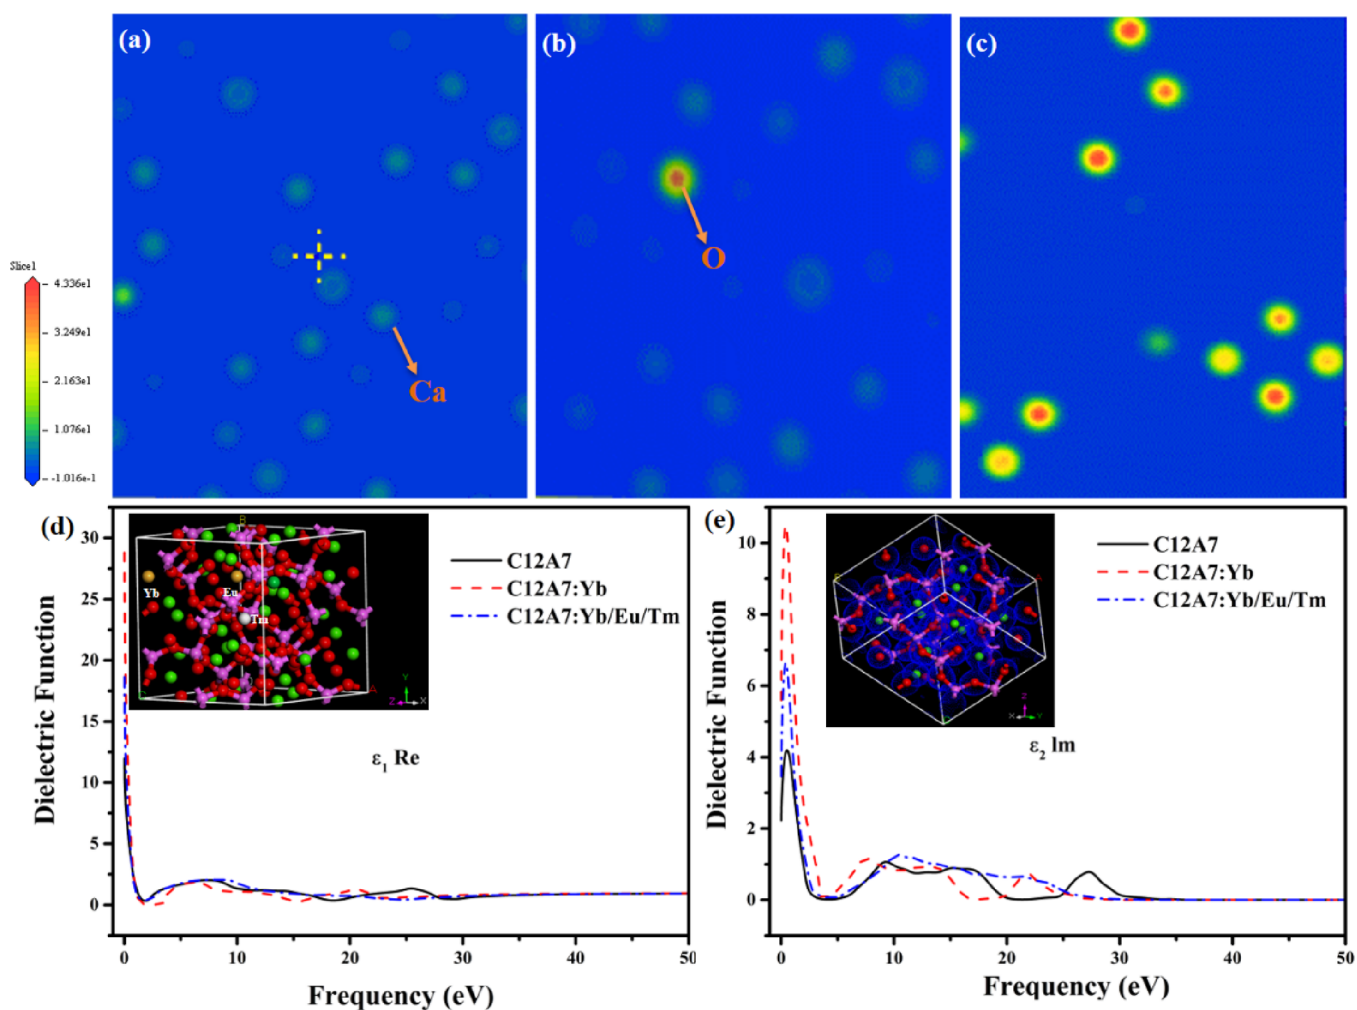 (a)
(b)
(c)
Ca
O
Slice1
4.336e1
3.249e1
2.163e1
1.076e1
-1.016e-1
(d)
Dielectric Function
30
25
20
15
10
5
0
0
10
20
30
40
50
Frequency (eV)
C12A7
C12A7:Yb
C12A7:Yb/Eu/Tm
ε₁ Re
Yb
Eu
Tm
B
Y
Z
X
(e)
Dielectric Function
10
8
6
4
2
0
0
10
20
30
40
50
Frequency (eV)
C12A7
C12A7:Yb
C12A7:Yb/Eu/Tm
ε₂ Im
Z
X
Y